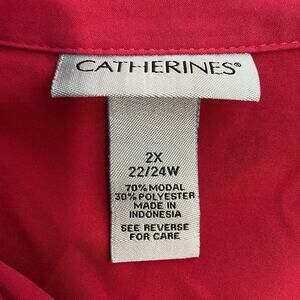 CATHERINES®
2X
22/24W
70% MODAL
30% POLYESTER
MADE IN
INDONESIA
SEE REVERSE
FOR CARE